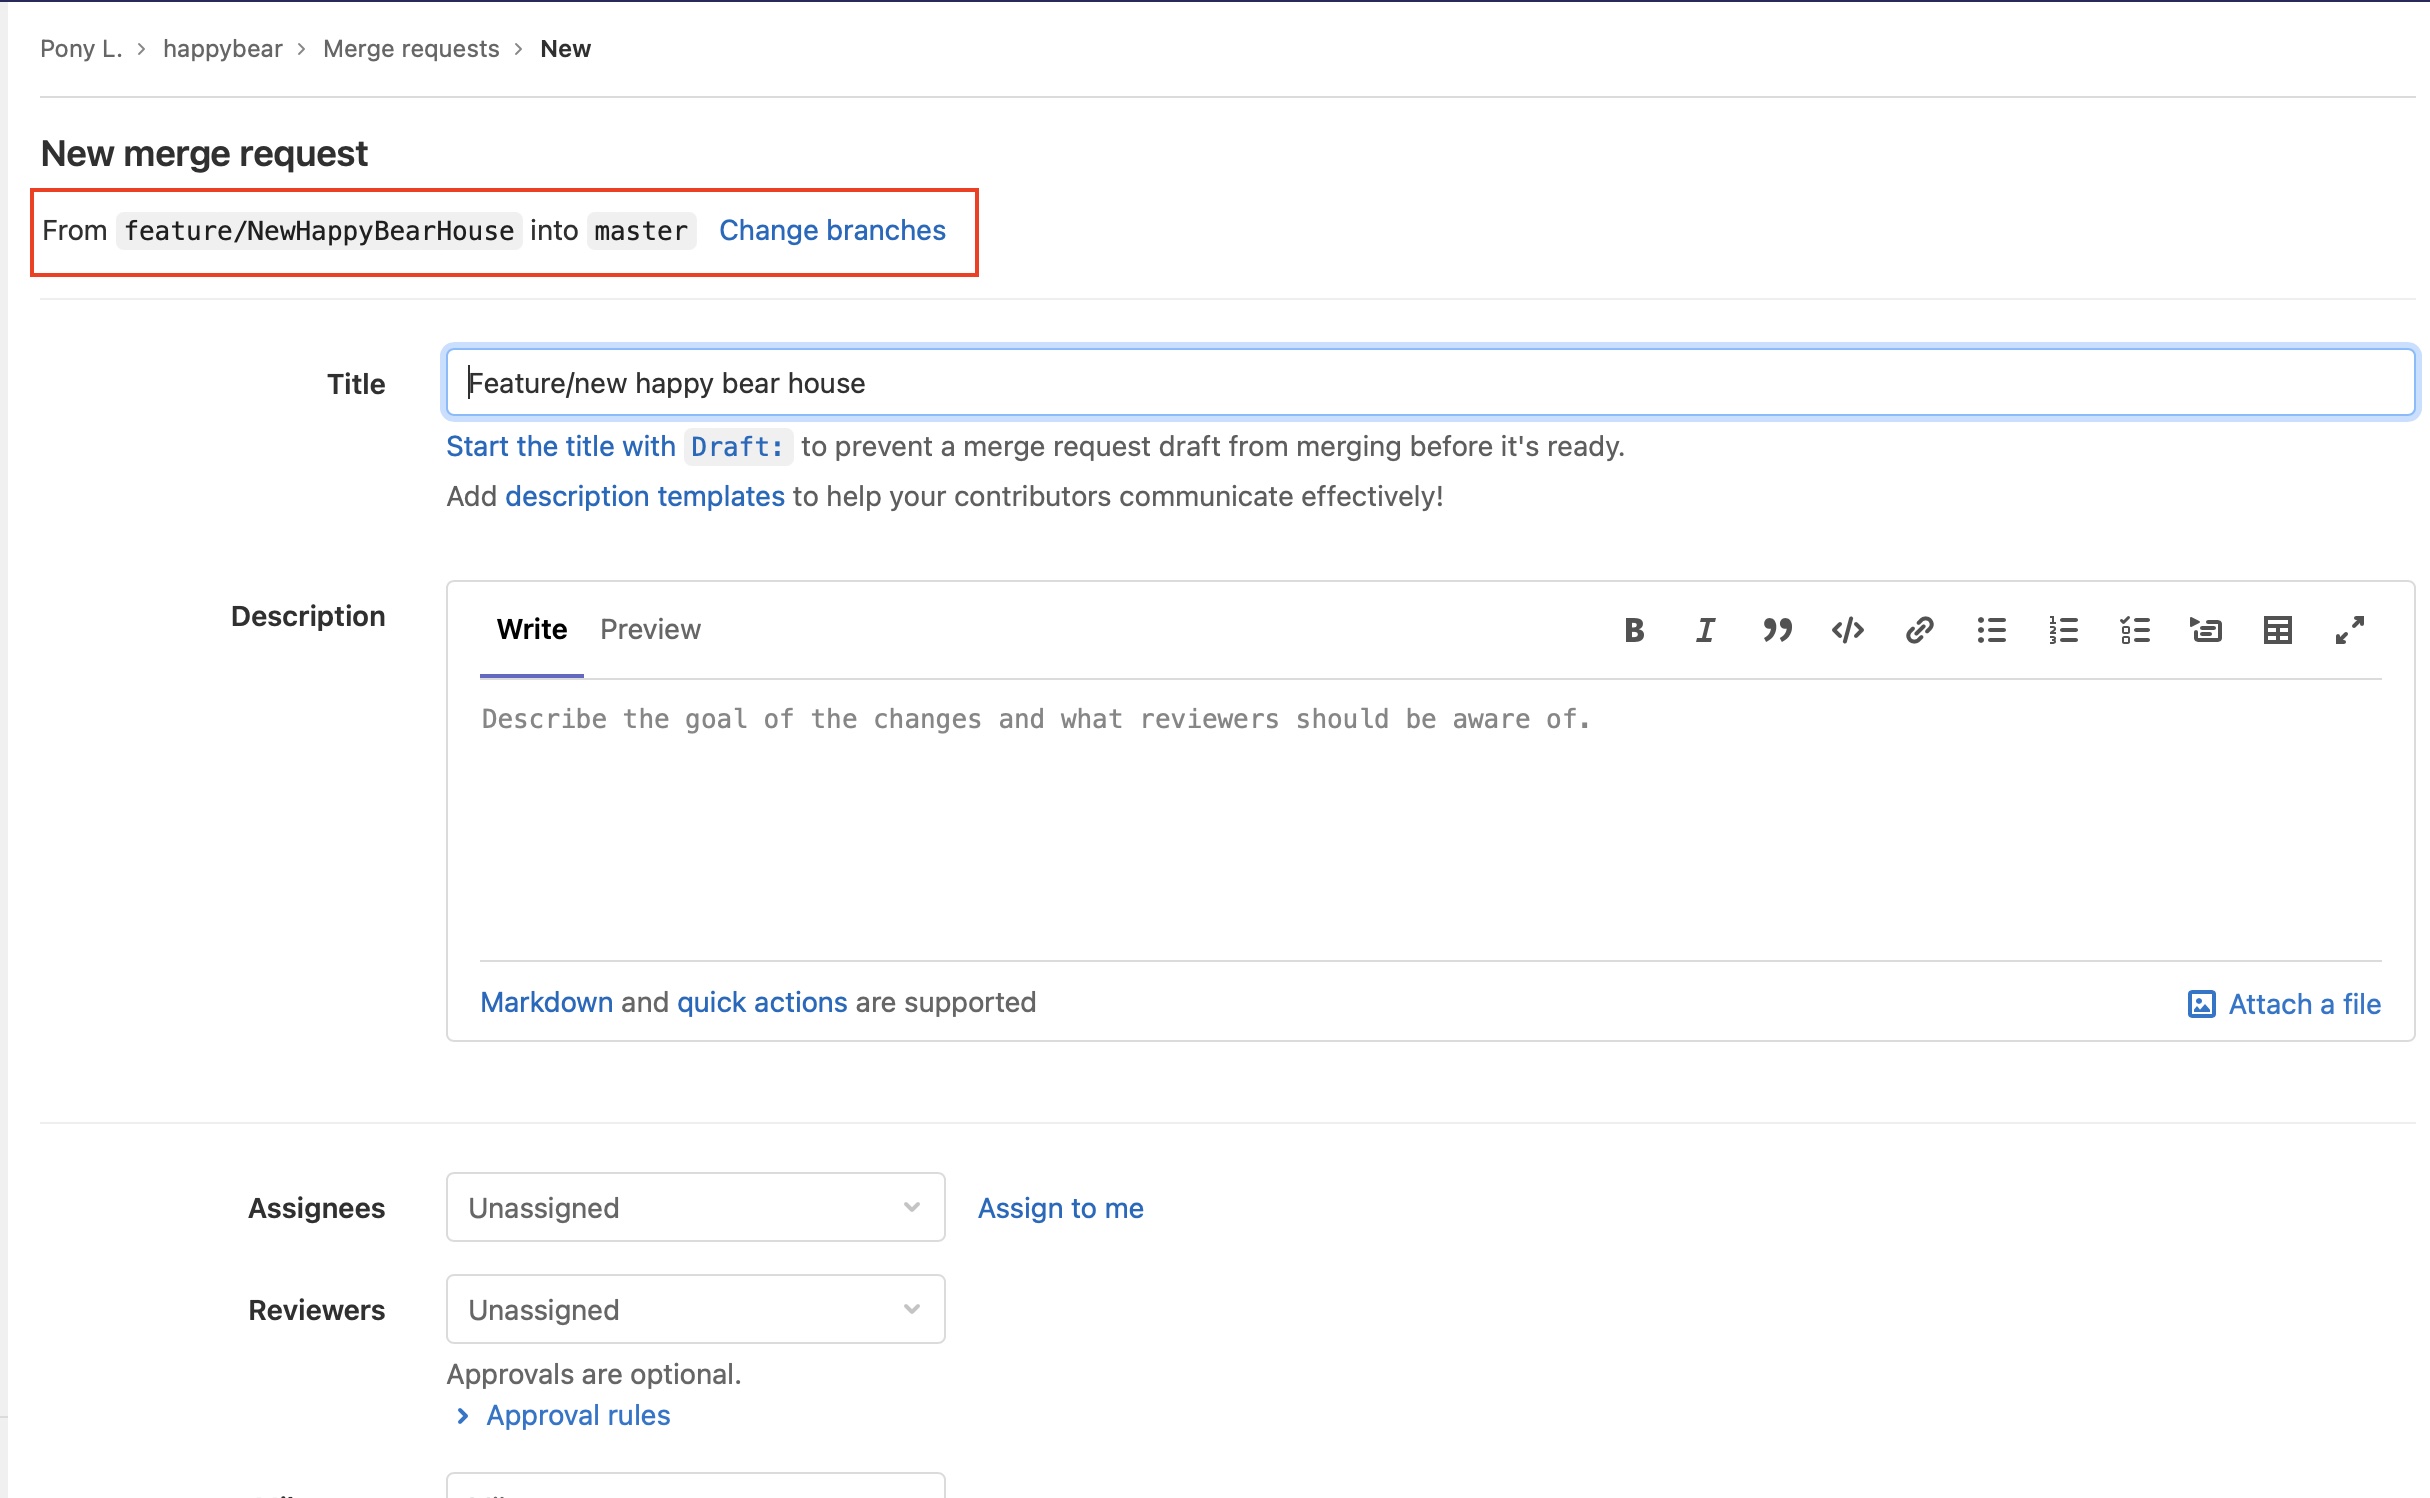 Pony L. > happybear > Merge requests > New
New merge request
From feature/NewHappyBearHouse into master Change branches
Title
Feature/new happy bear house
Start the title with Draft: to prevent a merge request draft from merging before it's ready.
Add description templates to help your contributors communicate effectively!
Description
Write Preview
Describe the goal of the changes and what reviewers should be aware of.
Markdown and quick actions are supported
Attach a file
Assignees
Unassigned
Assign to me
Reviewers
Unassigned
Approvals are optional.
> Approval rules